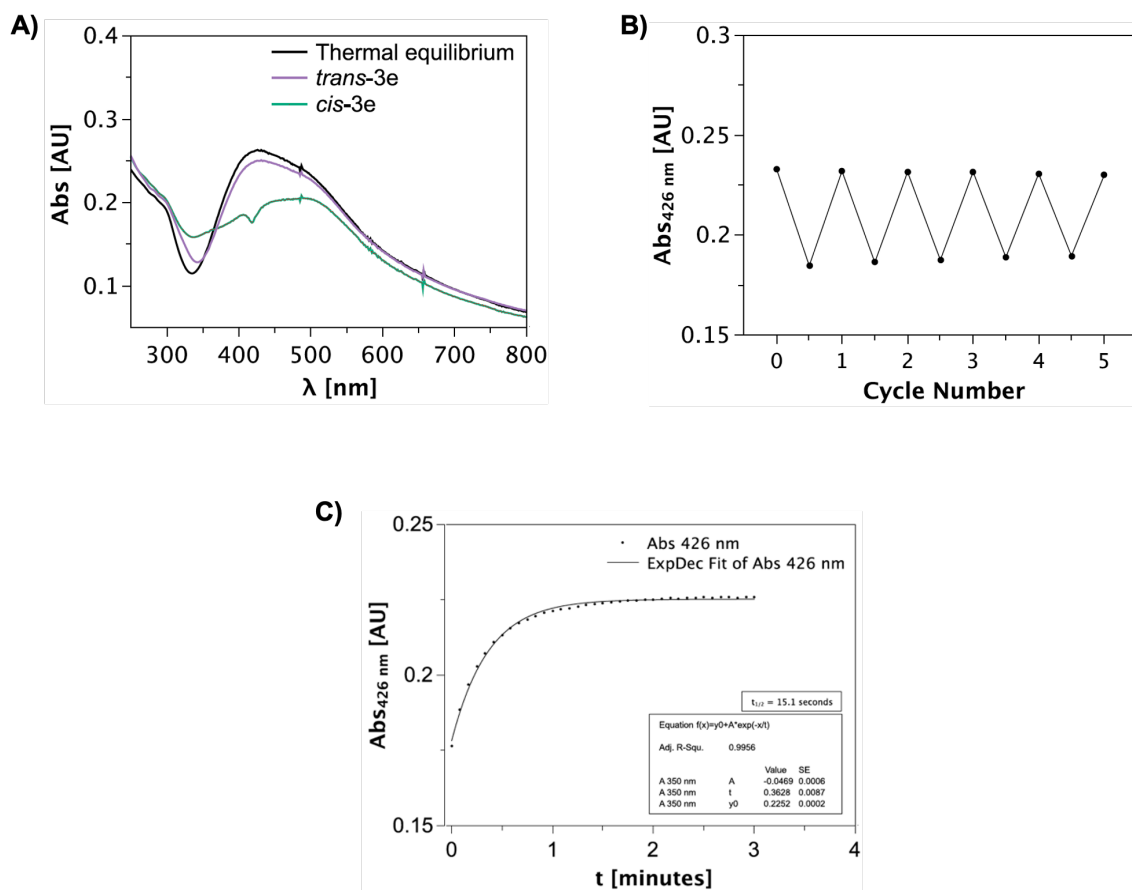 A)
Abs [AU]
0.4
0.3
0.2
0.1
Thermal equilibrium
trans-3e
cis-3e
300 400 500 600 700 800
λ [nm]
B)
Abs426 nm [AU]
0.3
0.25
0.2
0.15
0 1 2 3 4 5
Cycle Number
C)
Abs426 nm [AU]
0.25
0.2
0.15
Abs 426 nm
ExpDec Fit of Abs 426 nm
t1/2 = 15.1 seconds
Equation f(x)=y0+A*exp(-x/t)
Adj. R-Squ. 0.9956
Value SE
A 350 nm A -0.0469 0.0006
A 350 nm t 0.3628 0.0087
A 350 nm y0 0.2252 0.0002
0 1 2 3 4
t [minutes]